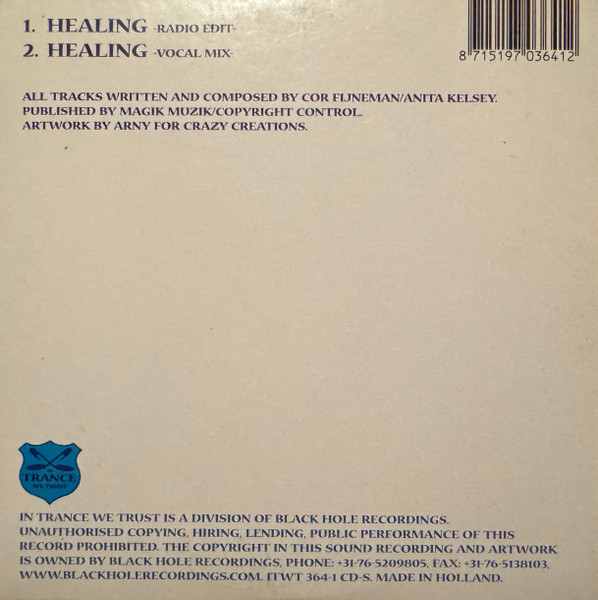 1. HEALING -RADIO EDIT-
2. HEALING -VOCAL MIX-
8 715197 036412
ALL TRACKS WRITTEN AND COMPOSED BY COR FIJNEMAN/ANITA KELSEY.
PUBLISHED BY MAGIK MUZIK/COPYRIGHT CONTROL.
ARTWORK BY ARNY FOR CRAZY CREATIONS.
IN
TRANCE
WE TRUST
IN TRANCE WE TRUST IS A DIVISION OF BLACK HOLE RECORDINGS.
UNAUTHORISED COPYING, HIRING, LENDING, PUBLIC PERFORMANCE OF THIS
RECORD PROHIBITED. THE COPYRIGHT IN THIS SOUND RECORDING AND ARTWORK
IS OWNED BY BLACK HOLE RECORDINGS, PHONE: +31-76-5209805, FAX: +31-76-5138103,
WWW.BLACKHOLERECORDINGS.COM. ITWT 364-1 CD-S. MADE IN HOLLAND.